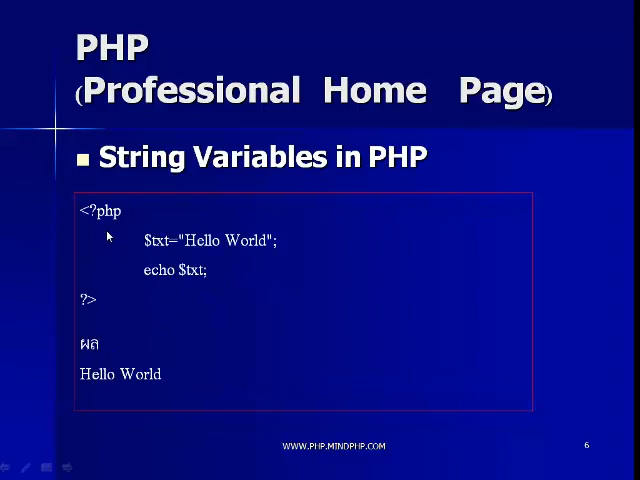 PHP
(Professional Home Page)
String Variables in PHP
<?php
$txt="Hello World";
echo $txt;
?>
ผล
Hello World
WWW.PHP.MINDPHP.COM
6